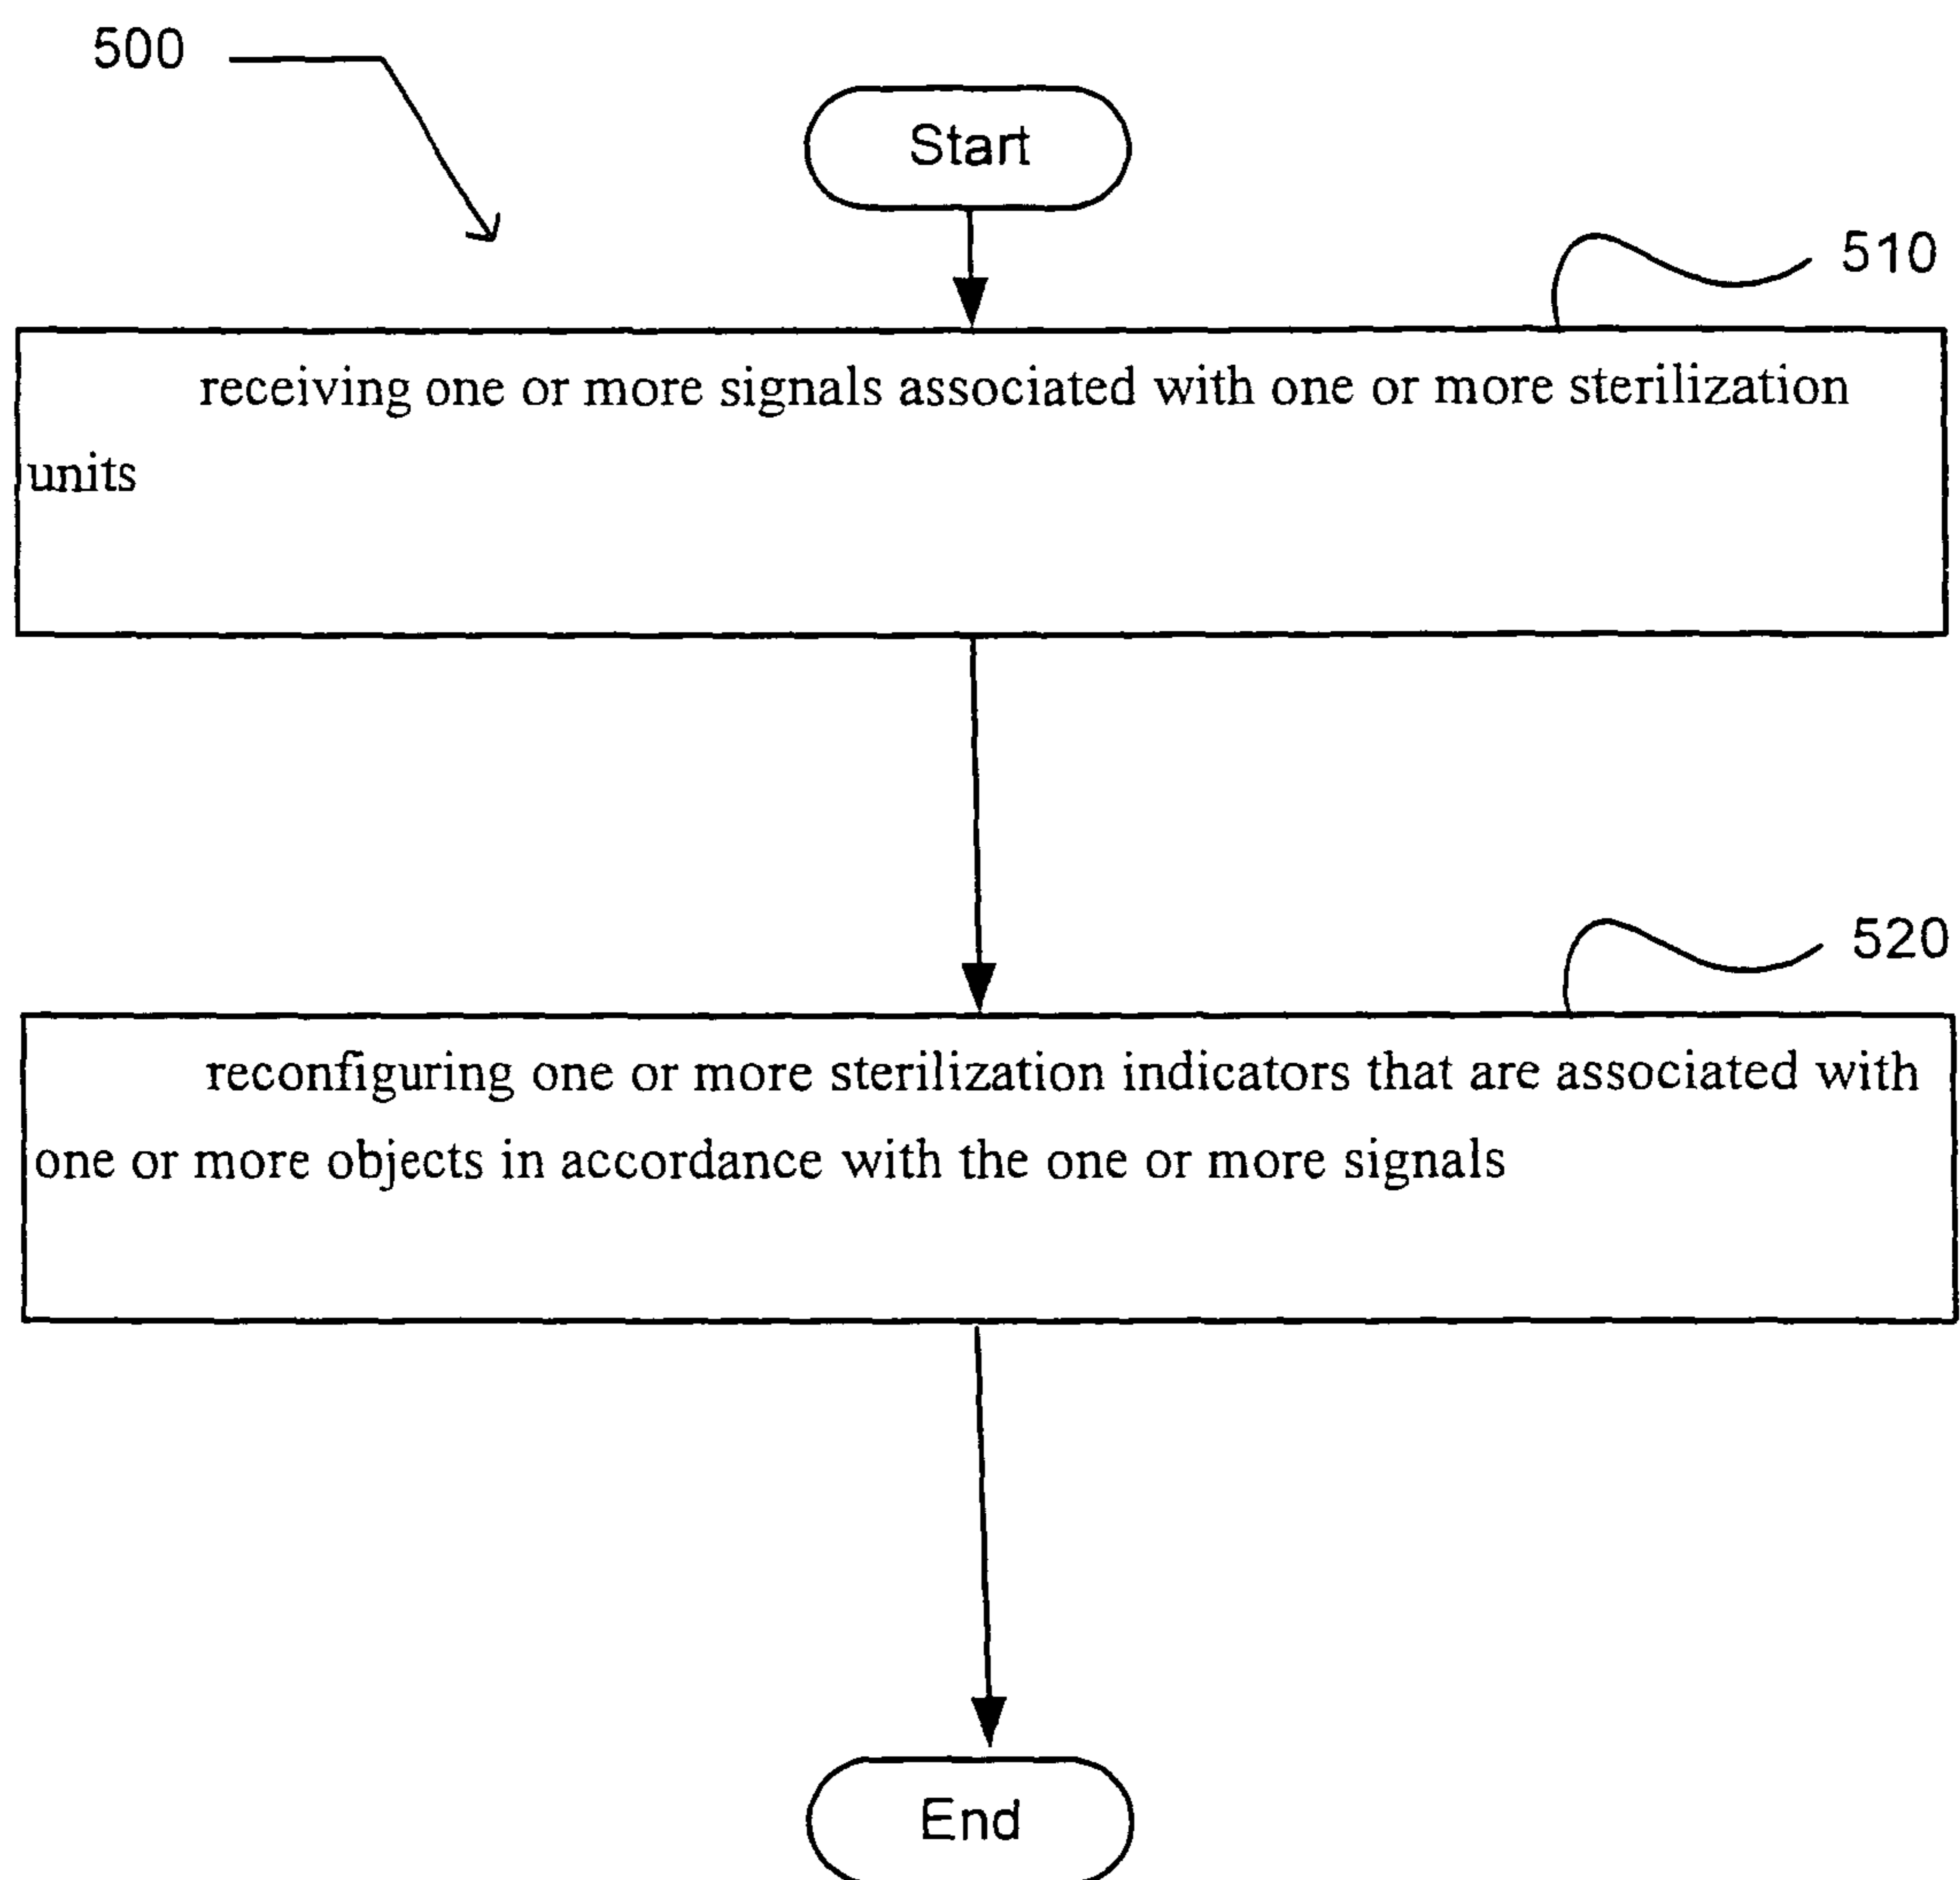 500
Start
510
receiving one or more signals associated with one or more sterilization
units
520
reconfiguring one or more sterilization indicators that are associated with
one or more objects in accordance with the one or more signals
End